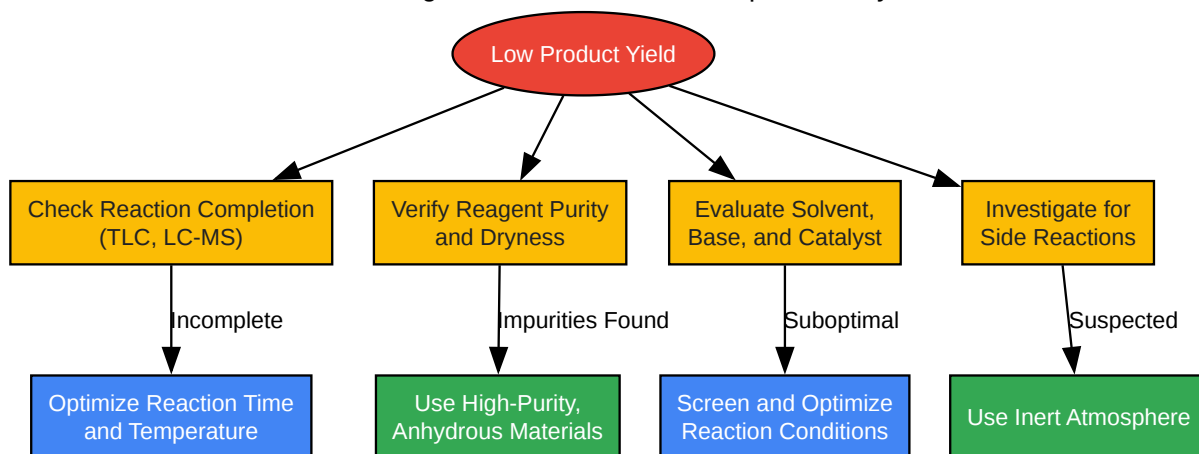 Low Product Yield
Check Reaction Completion
(TLC, LC-MS)
Verify Reagent Purity
and Dryness
Evaluate Solvent,
Base, and Catalyst
Investigate for
Side Reactions
Incomplete
Impurities Found
Suboptimal
Suspected
Optimize Reaction Time
and Temperature
Use High-Purity,
Anhydrous Materials
Screen and Optimize
Reaction Conditions
Use Inert Atmosphere